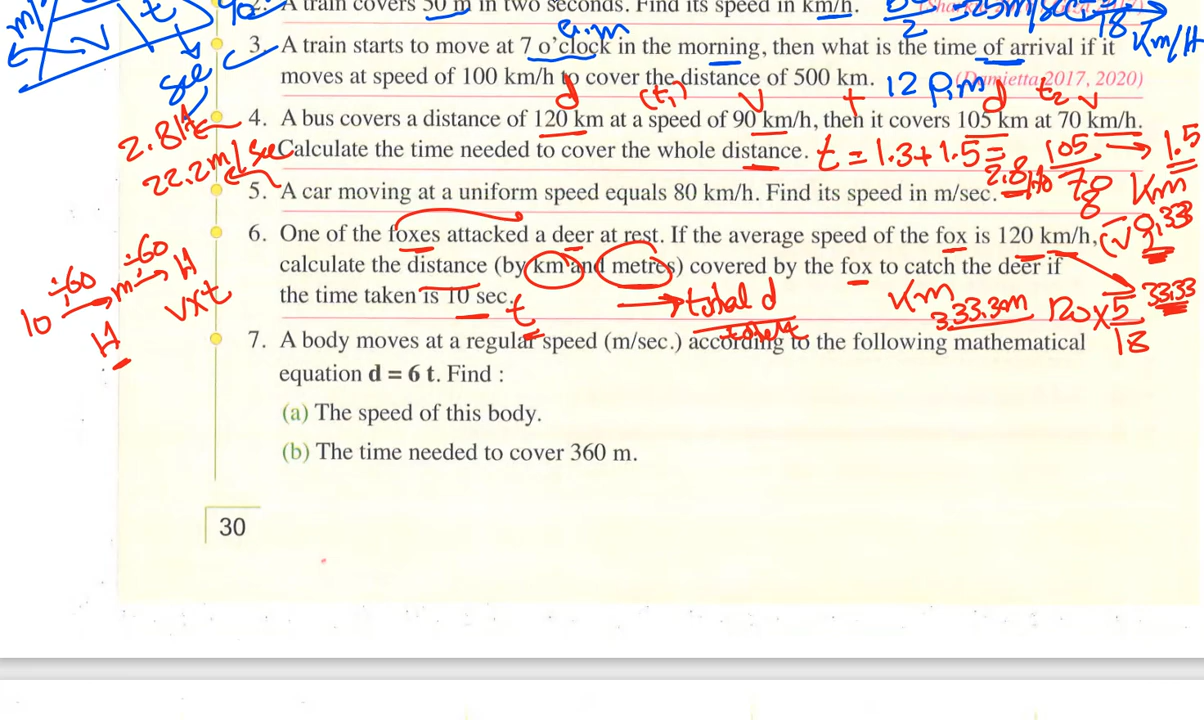 2. A train covers 50 m in two seconds. Find its speed in km/h.
a.m
3. A train starts to move at 7 o'clock in the morning, then what is the time of arrival if it
moves at speed of 100 km/h to cover the distance of 500 km. 12 p.m (Damietta 2017, 2020)
d (t₁) v t d t₂ v
4. A bus covers a distance of 120 km at a speed of 90 km/h, then it covers 105 km at 70 km/h.
Calculate the time needed to cover the whole distance. t = 1.3 + 1.5 =
22.2 m/sec
5. A car moving at a uniform speed equals 80 km/h. Find its speed in m/sec.
6. One of the foxes attacked a deer at rest. If the average speed of the fox is 120 km/h,
calculate the distance (by km and metres) covered by the fox to catch the deer if
the time taken is 10 sec.
t
→ total d
Km
333.3m
120 × 5
18
33.33
÷60 ÷60
10 → m → H
v×t
H
7. A body moves at a regular speed (m/sec.) according to the following mathematical
equation d = 6 t. Find :
(a) The speed of this body.
(b) The time needed to cover 360 m.
30